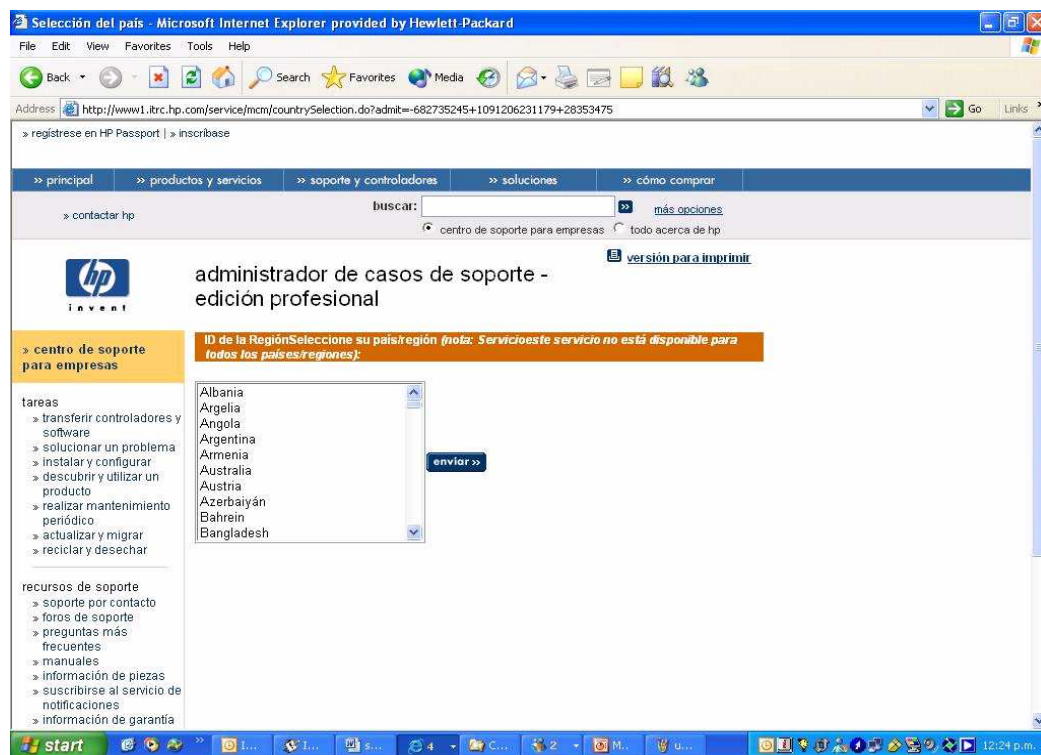 Selección del país - Microsoft Internet Explorer provided by Hewlett-Packard
File Edit View Favorites Tools Help
Back Search Favorites Media
Address http://www1.itrc.hp.com/service/mcm/countrySelection.do?admit=-682735245+1091206231179+28353475 Go Links
» regístrese en HP Passport | » inscríbase
» principal » productos y servicios » soporte y controladores » soluciones » cómo comprar
» contactar hp
buscar: » más opciones
centro de soporte para empresas todo acerca de hp
versión para imprimir
hp
invent
administrador de casos de soporte -
edición profesional
» centro de soporte
para empresas
ID de la RegiónSeleccione su país/región (nota: Servicioeste servicio no está disponible para
todos los países/regiones):
Albania
Argelia
Angola
Argentina
Armenia
Australia
Austria
Azerbaiyán
Bahrein
Bangladesh
enviar »
tareas
» transferir controladores y
software
» solucionar un problema
» instalar y configurar
» descubrir y utilizar un
producto
» realizar mantenimiento
periódico
» actualizar y migrar
» reciclar y desechar
recursos de soporte
» soporte por contacto
» foros de soporte
» preguntas más
frecuentes
» manuales
» información de piezas
» suscribirse al servicio de
notificaciones
» información de garantía
start » I... I... s... 4 C... 2 M.. u... 12:24 p.m.